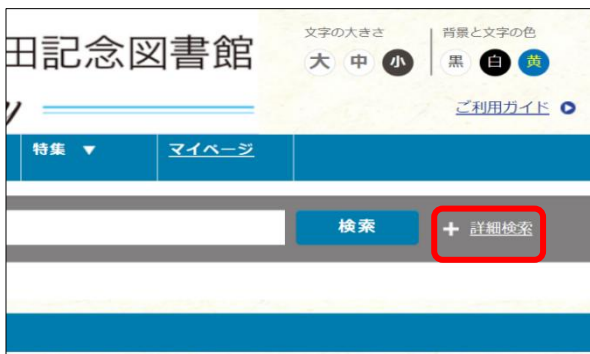 田記念図書館
文字の大きさ
大 中 小
背景と文字の色
黒 白 黄
ご利用ガイド
特集 ▼
マイページ
検索
+ 詳細検索